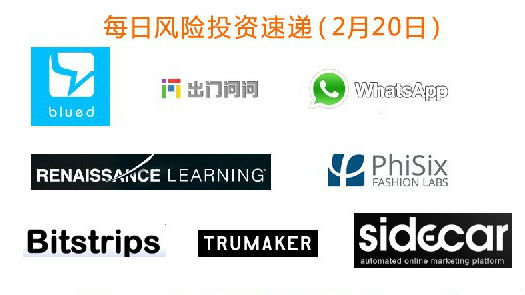 每日风险投资速递(2月20日)
blued
出门问问
WhatsApp
RENAISSANCE LEARNING
PhiSix
FASHION LABS
Bitstrips
TRUMAKER
sidecar
automated online marketing platform